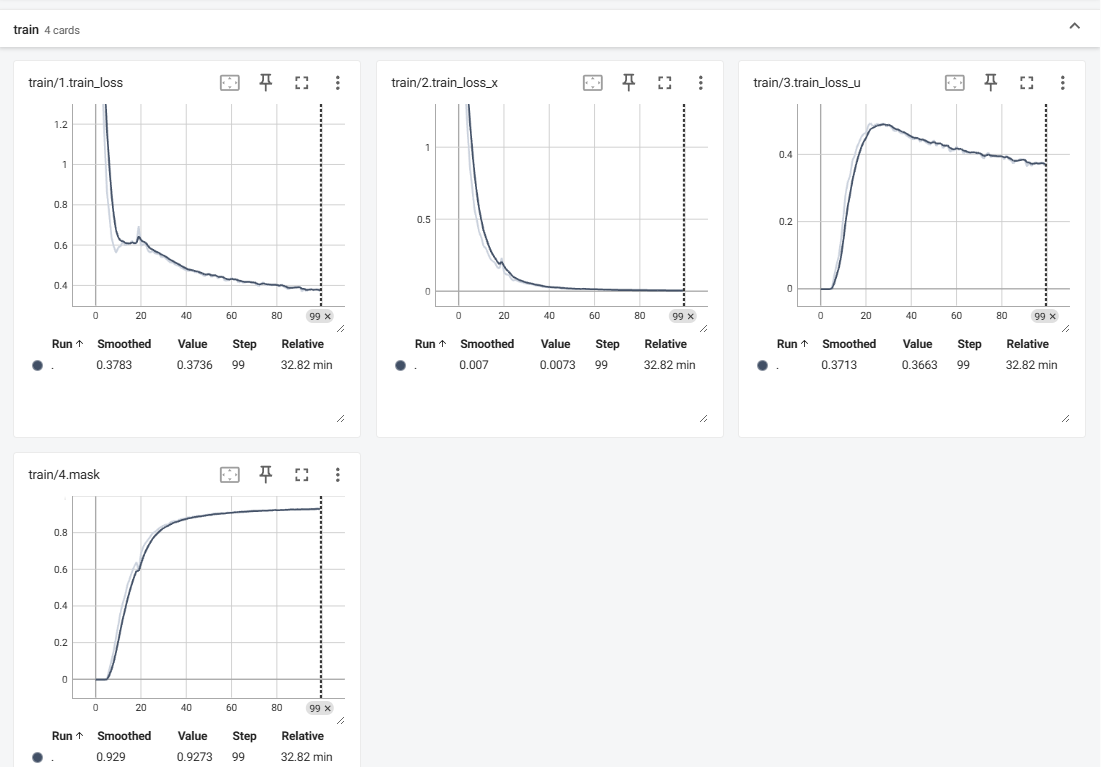 train 4 cards
train/1.train_loss
1.2
1
0.8
0.6
0.4
0 20 40 60 80 99 ×
Run ↑ Smoothed Value Step Relative
. 0.3783 0.3736 99 32.82 min
train/2.train_loss_x
1
0.5
0
0 20 40 60 80 99 ×
Run ↑ Smoothed Value Step Relative
. 0.007 0.0073 99 32.82 min
train/3.train_loss_u
0.4
0.2
0
0 20 40 60 80 99 ×
Run ↑ Smoothed Value Step Relative
. 0.3713 0.3663 99 32.82 min
train/4.mask
0.8
0.6
0.4
0.2
0
0 20 40 60 80 99 ×
Run ↑ Smoothed Value Step Relative
. 0.929 0.9273 99 32.82 min